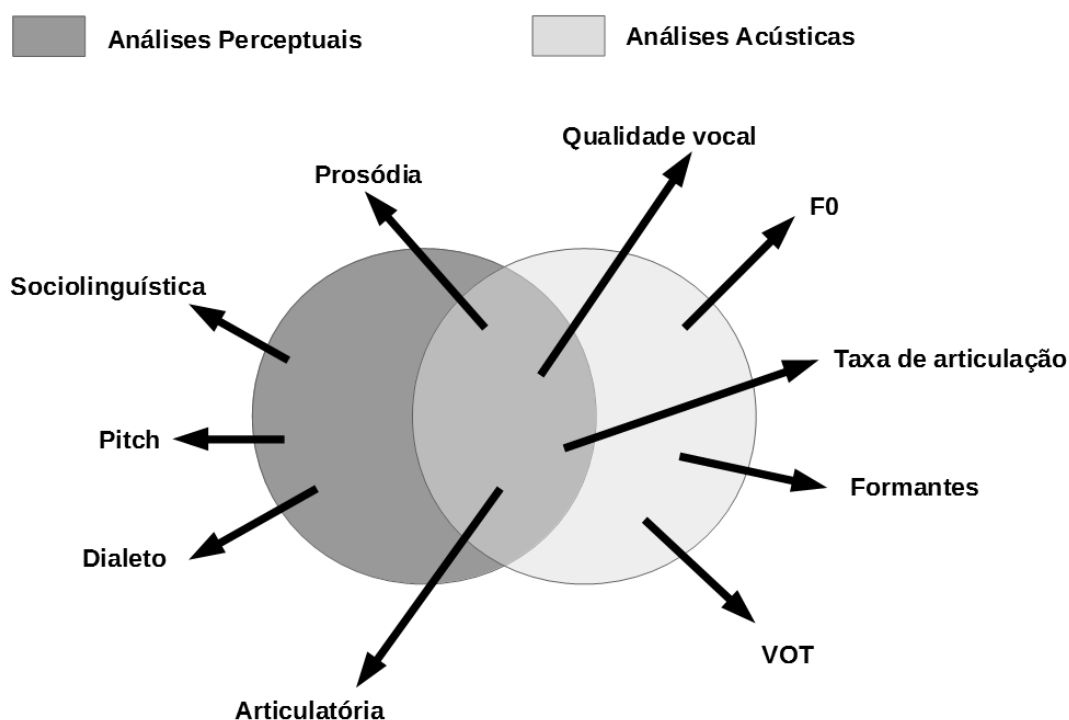 Análises Perceptuais
Análises Acústicas
Qualidade vocal
Prosódia
F0
Sociolinguística
Taxa de articulação
Pitch
Formantes
Dialeto
VOT
Articulatória